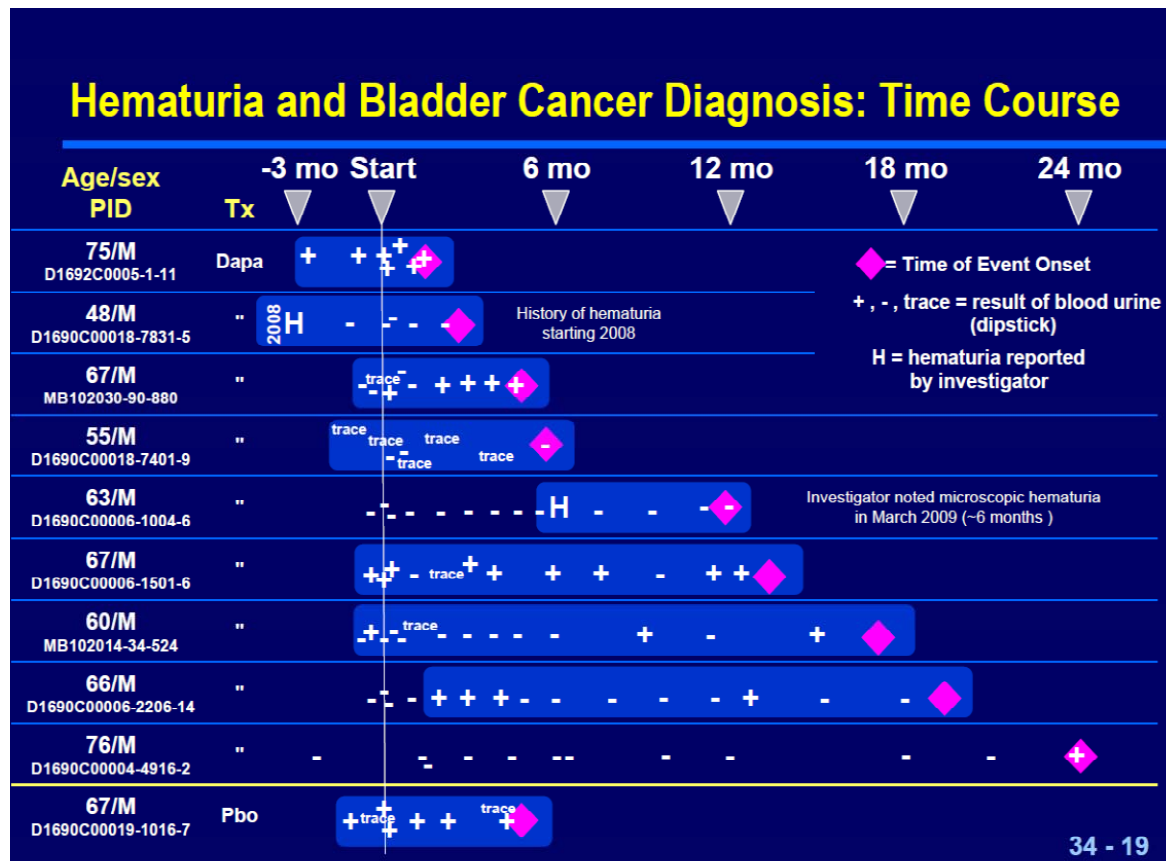 Hematuria and Bladder Cancer Diagnosis: Time Course
Age/sex
PID
Tx
-3 mo Start 6 mo 12 mo 18 mo 24 mo
75/M
D1692C0005-1-11
Dapa
+ + + + + + +
= Time of Event Onset
+ , - , trace = result of blood urine
(dipstick)
H = hematuria reported
by investigator
48/M
D1690C00018-7831-5
"
2008
H - - - - -
History of hematuria
starting 2008
67/M
MB102030-90-880
"
- - trace + - - + + + +
55/M
D1690C00018-7401-9
"
trace trace - - trace trace trace -
63/M
D1690C00006-1004-6
"
- - - - - - - - - H - - - -
Investigator noted microscopic hematuria
in March 2009 (~6 months )
67/M
D1690C00006-1501-6
"
+ + + - trace + + + + - + +
60/M
MB102014-34-524
"
- + - - - trace - - - - - + - +
66/M
D1690C00006-2206-14
"
- - - - + + + - - - - - + - -
76/M
D1690C00004-4916-2
"
- - - - - - - - - - - +
67/M
D1690C00019-1016-7
Pbo
+ trace + + + + trace +
34 - 19